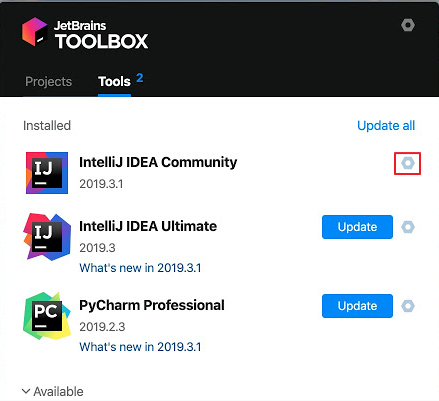 JetBrains
TOOLBOX
Projects Tools 2
Installed Update all
IJ IntelliJ IDEA Community
2019.3.1
IJ IntelliJ IDEA Ultimate Update
2019.3
What's new in 2019.3.1
PC PyCharm Professional Update
2019.2.3
What's new in 2019.3.1
Available